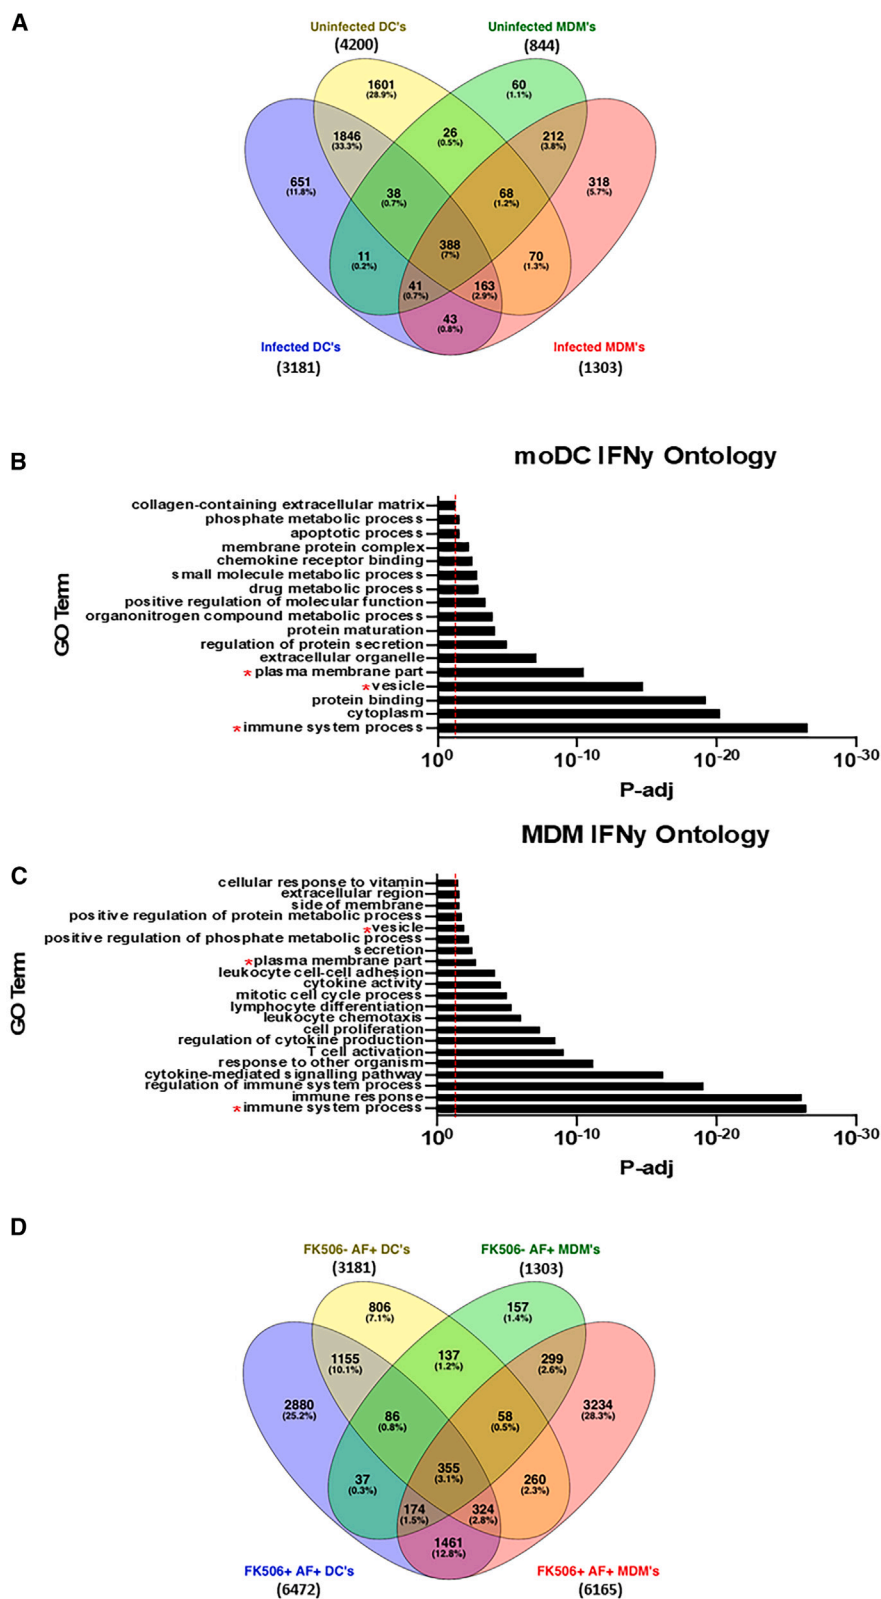 A
Uninfected DC's
(4200)
Uninfected MDM's
(844)
1601
(28.9%)
60
(1.1%)
1846
(33.3%)
26
(0.5%)
212
(3.8%)
651
(11.8%)
38
(0.7%)
68
(1.2%)
318
(5.7%)
388
(7%)
11
(0.2%)
70
(1.3%)
41
(0.7%)
163
(2.9%)
43
(0.8%)
Infected DC's
(3181)
Infected MDM's
(1303)
B
moDC IFNy Ontology
GO Term
collagen-containing extracellular matrix
phosphate metabolic process
apoptotic process
membrane protein complex
chemokine receptor binding
small molecule metabolic process
drug metabolic process
positive regulation of molecular function
organonitrogen compound metabolic process
protein maturation
regulation of protein secretion
extracellular organelle
*plasma membrane part
*vesicle
protein binding
cytoplasm
*immune system process
10⁰ 10⁻¹⁰ 10⁻²⁰ 10⁻³⁰
P-adj
MDM IFNy Ontology
C
GO Term
cellular response to vitamin
extracellular region
side of membrane
positive regulation of protein metabolic process
*vesicle
positive regulation of phosphate metabolic process
secretion
*plasma membrane part
leukocyte cell-cell adhesion
cytokine activity
mitotic cell cycle process
lymphocyte differentiation
leukocyte chemotaxis
cell proliferation
regulation of cytokine production
T cell activation
response to other organism
cytokine-mediated signalling pathway
regulation of immune system process
immune response
*immune system process
10⁰ 10⁻¹⁰ 10⁻²⁰ 10⁻³⁰
P-adj
D
FK506- AF+ DC's
(3181)
FK506- AF+ MDM's
(1303)
806
(7.1%)
157
(1.4%)
1155
(10.1%)
137
(1.2%)
299
(2.6%)
2880
(25.2%)
86
(0.8%)
58
(0.5%)
3234
(28.3%)
355
(3.1%)
37
(0.3%)
260
(2.3%)
174
(1.5%)
324
(2.8%)
1461
(12.8%)
FK506+ AF+ DC's
(6472)
FK506+ AF+ MDM's
(6165)